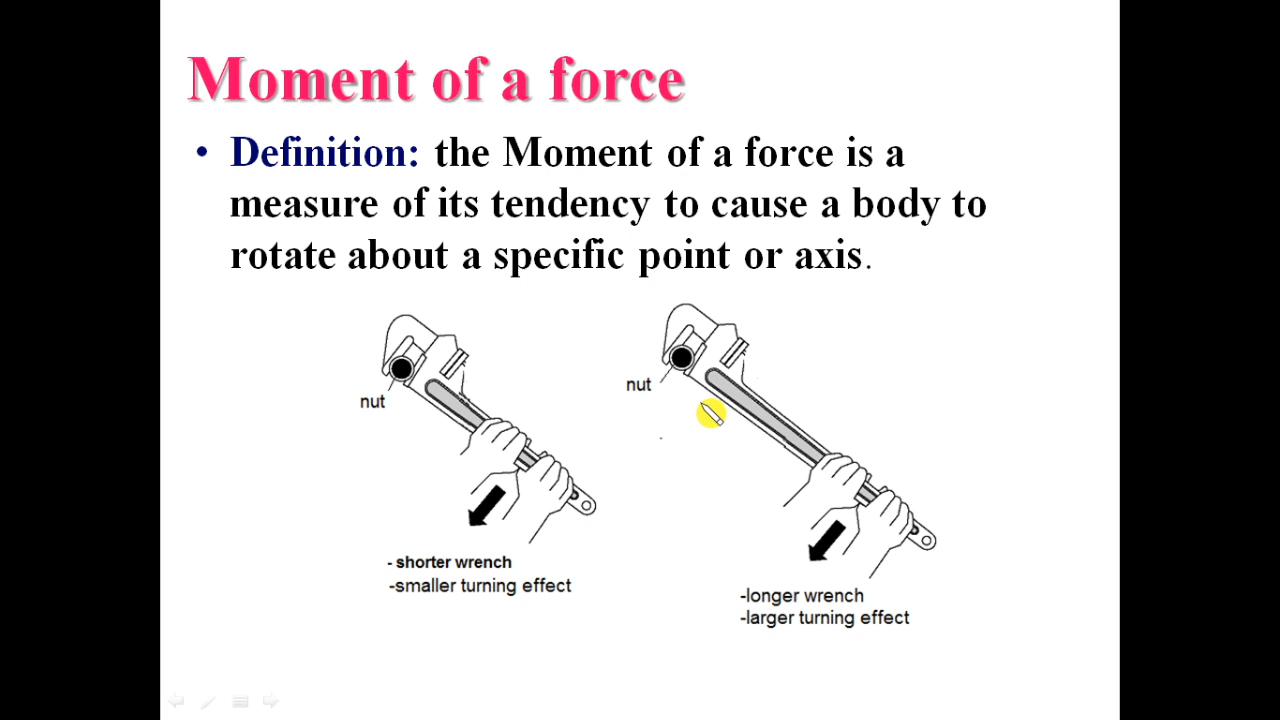 Moment of a force
• Definition: the Moment of a force is a
measure of its tendency to cause a body to
rotate about a specific point or axis.
nut
nut
- shorter wrench
-smaller turning effect
-longer wrench
-larger turning effect